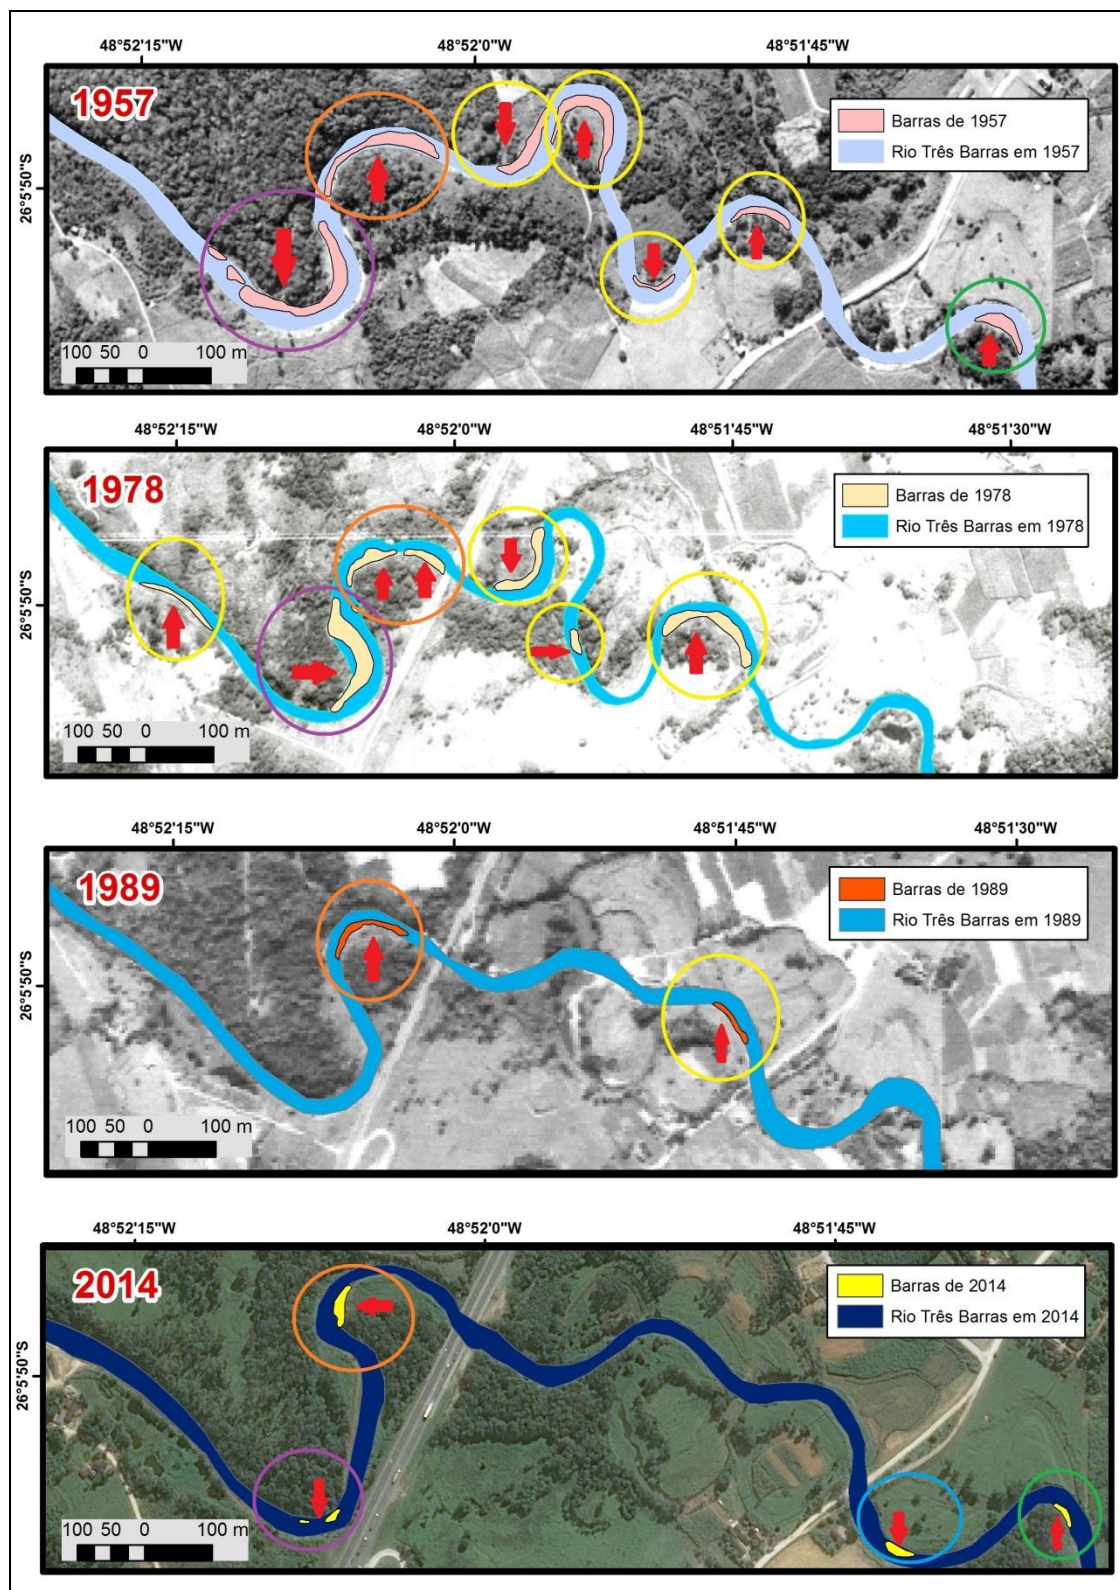 48°52'15"W 48°52'0"W 48°51'45"W
1957
Barras de 1957
Rio Três Barras em 1957
26°5'50"S
100 50 0 100 m
48°52'15"W 48°52'0"W 48°51'45"W 48°51'30"W
1978
Barras de 1978
Rio Três Barras em 1978
26°5'50"S
100 50 0 100 m
48°52'15"W 48°52'0"W 48°51'45"W 48°51'30"W
1989
Barras de 1989
Rio Três Barras em 1989
26°5'50"S
100 50 0 100 m
48°52'15"W 48°52'0"W 48°51'45"W
2014
Barras de 2014
Rio Três Barras em 2014
26°5'50"S
100 50 0 100 m